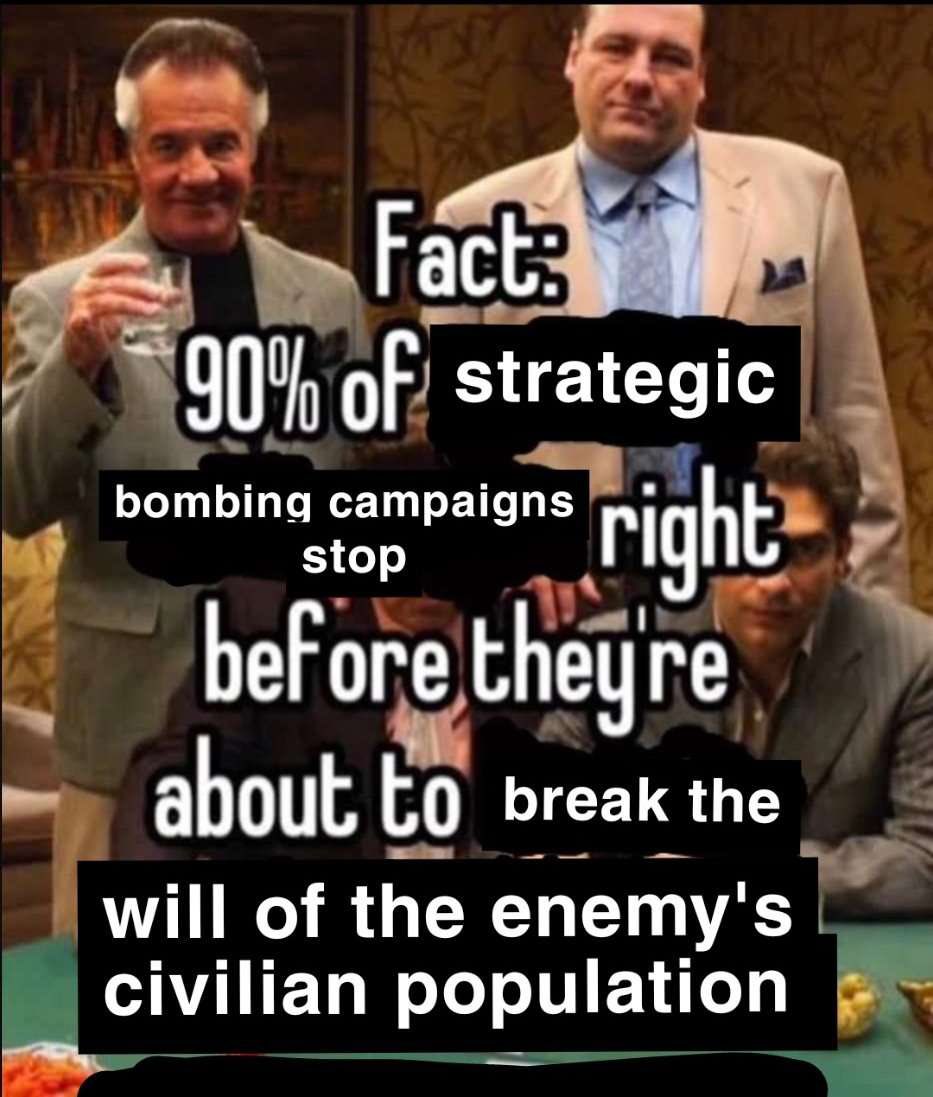 Fact:
90% of strategic
bombing campaigns
stop right
before they're
about to break the
will of the enemy's
civilian population